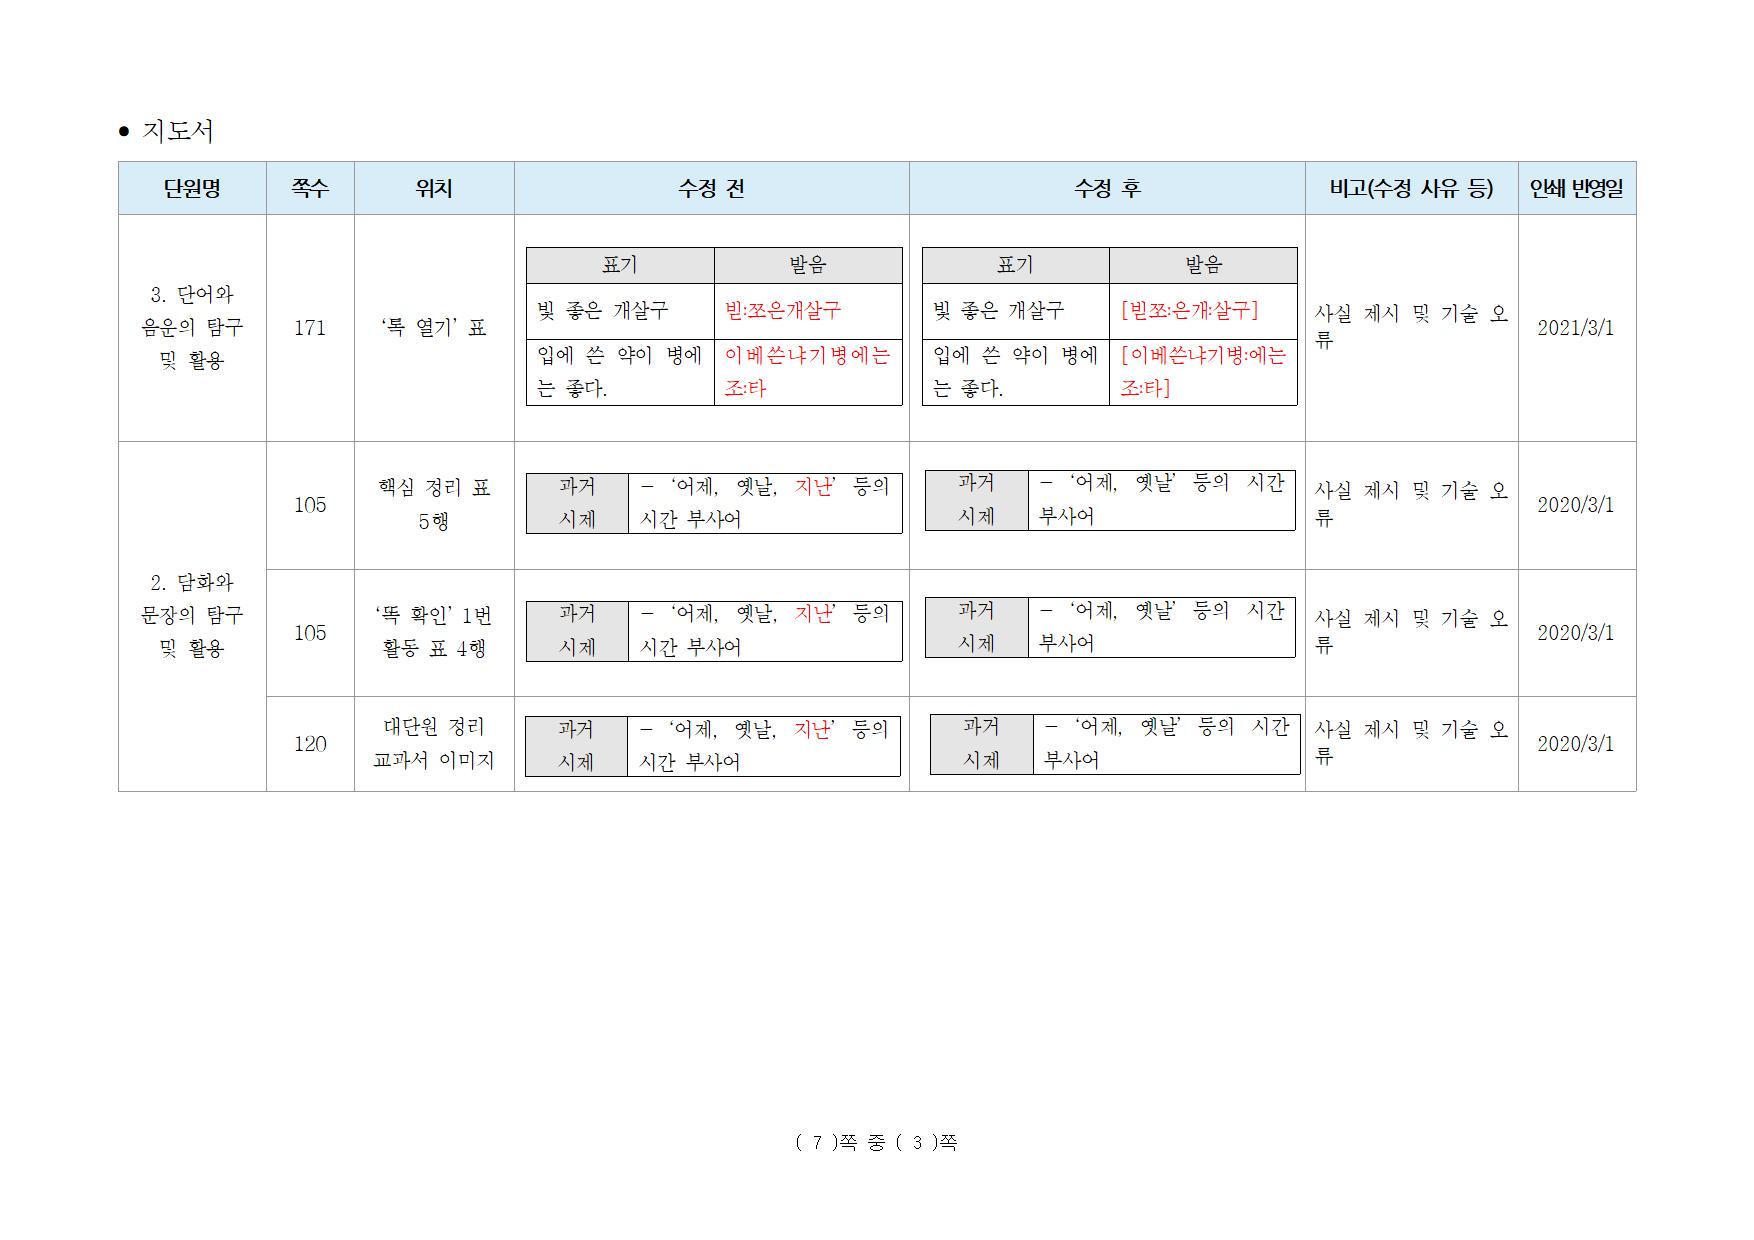 • 지도서
단원명 쪽수 위치 수정 전 수정 후 비고(수정 사유 등) 인쇄 반영일
3. 단어와
음운의 탐구
및 활용
171
‘톡 열기’ 표
표기 발음
빛 좋은 개살구 빋:쪼은개살구
입에 쓴 약이 병에 이베쓴냐기병에는
는 좋다. 조:타
표기 발음
빛 좋은 개살구 [빋쪼:은개:살구]
입에 쓴 약이 병에 [이베쓴냐기병:에는
는 좋다. 조:타]
사실 제시 및 기술 오
류
2021/3/1
2. 담화와
문장의 탐구
및 활용
105
핵심 정리 표
5행
과거 - ‘어제, 옛날, 지난’ 등의
시제 시간 부사어
과거 - ‘어제, 옛날’ 등의 시간
시제 부사어
사실 제시 및 기술 오
류
2020/3/1
105
‘똑 확인’ 1번
활동 표 4행
과거 - ‘어제, 옛날, 지난’ 등의
시제 시간 부사어
과거 - ‘어제, 옛날’ 등의 시간
시제 부사어
사실 제시 및 기술 오
류
2020/3/1
120
대단원 정리
교과서 이미지
과거 - ‘어제, 옛날, 지난’ 등의
시제 시간 부사어
과거 - ‘어제, 옛날’ 등의 시간
시제 부사어
사실 제시 및 기술 오
류
2020/3/1
( 7 )쪽 중 ( 3 )쪽